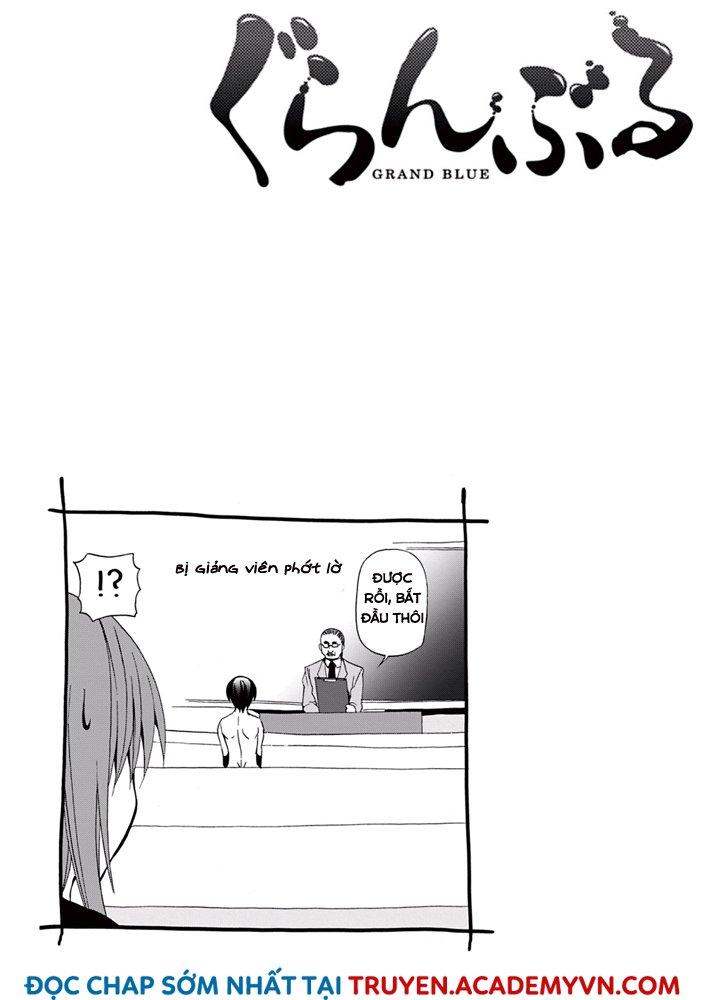 ぐらんぶる
GRAND BLUE
!?
Bị giảng viên phớt lờ
ĐƯỢC
RỒI, BẮT
ĐẦU THÔI
ĐỌC CHAP SỚM NHẤT TẠI TRUYEN.ACADEMYVN.COM